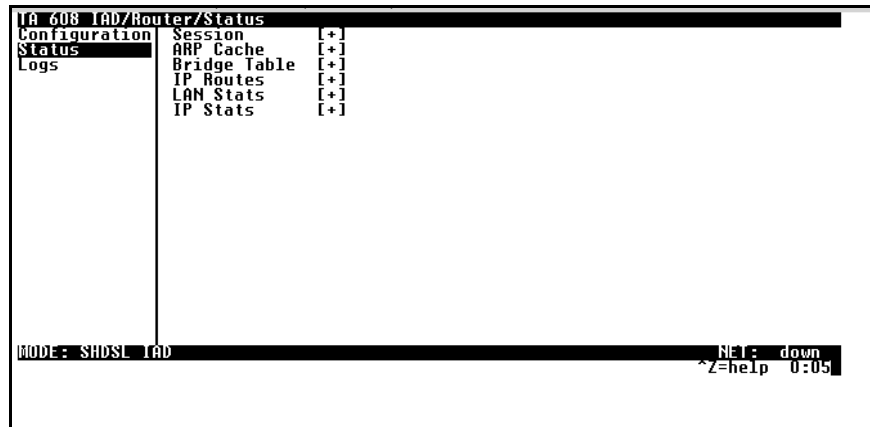 TA 608 IAD/Router/Status
Configuration Session [+]
Status ARP Cache [+]
Logs Bridge Table [+]
IP Routes [+]
LAN Stats [+]
IP Stats [+]
MODE: SHDSL IAD NET: down
^Z=help 0:05